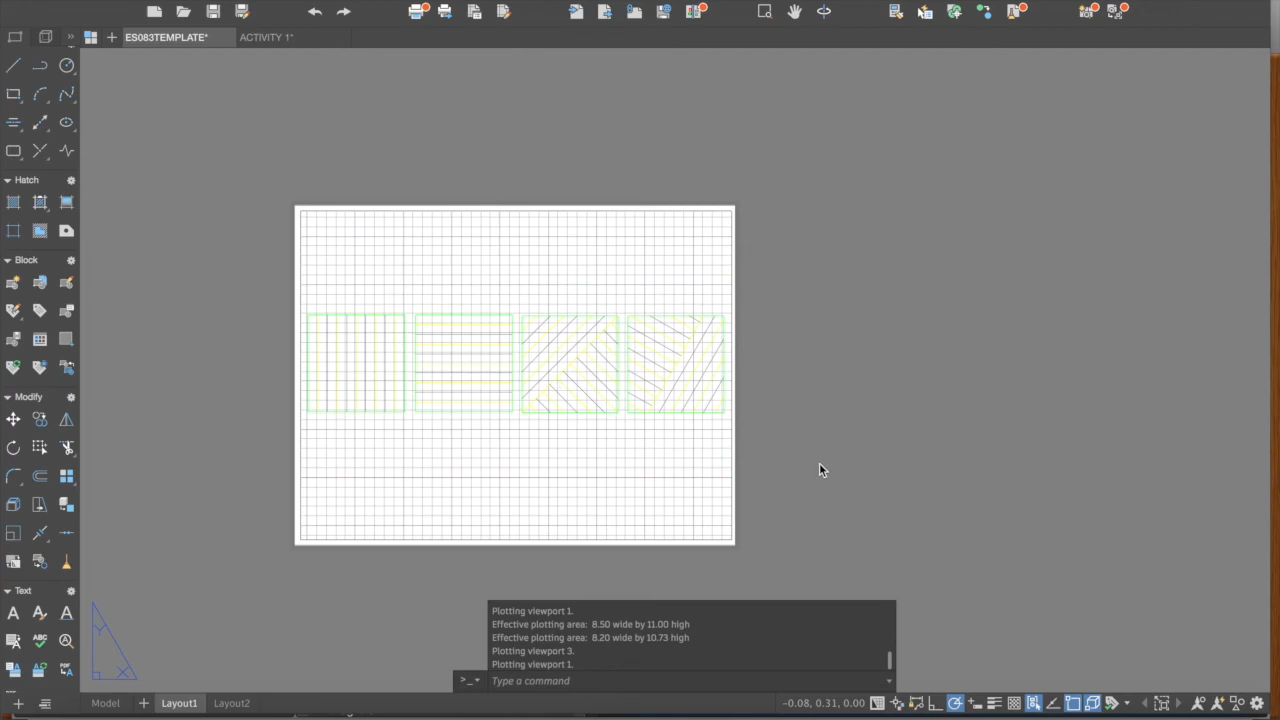 ES083TEMPLATE*
ACTIVITY 1*
Hatch
Block
Modify
Text
A
A
A
ABC
A
PDF
Y
X
Plotting viewport 1.
Effective plotting area: 8.50 wide by 11.00 high
Effective plotting area: 8.20 wide by 10.73 high
Plotting viewport 3.
Plotting viewport 1.
>_
Type a command
Model
Layout1
Layout2
-0.08, 0.31, 0.00